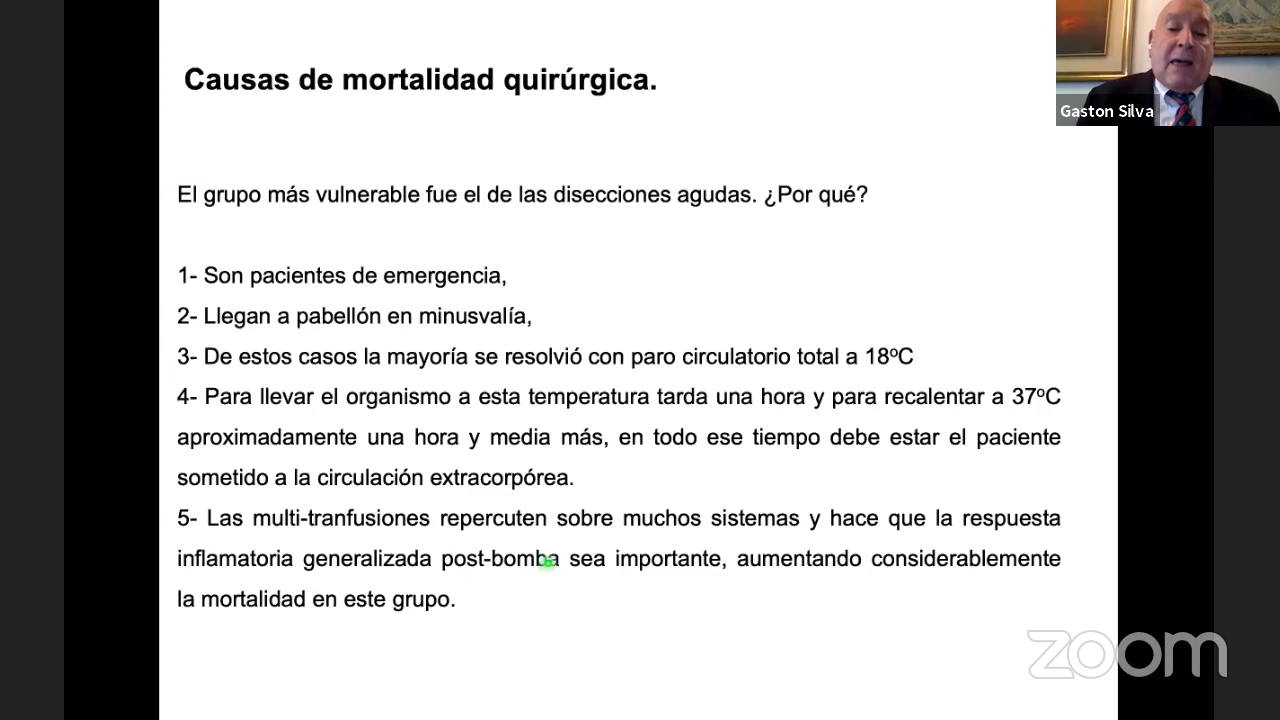 Causas de mortalidad quirúrgica.
Gaston Silva
El grupo más vulnerable fue el de las disecciones agudas. ¿Por qué?
1- Son pacientes de emergencia,
2- Llegan a pabellón en minusvalía,
3- De estos casos la mayoría se resolvió con paro circulatorio total a 18ºC
4- Para llevar el organismo a esta temperatura tarda una hora y para recalentar a 37ºC
aproximadamente una hora y media más, en todo ese tiempo debe estar el paciente
sometido a la circulación extracorpórea.
5- Las multi-tranfusiones repercuten sobre muchos sistemas y hace que la respuesta
inflamatoria generalizada post-bomba sea importante, aumentando considerablemente
la mortalidad en este grupo.
zoom